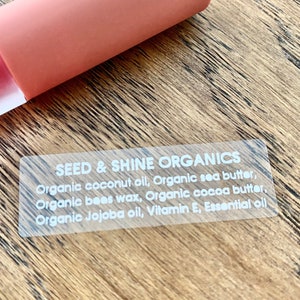 SEED & SHINE ORGANICS
Organic coconut oil, Organic sea butter,
Organic bees wax, Organic cocoa butter,
Organic Jojoba oil, Vitamin E, Essential oil